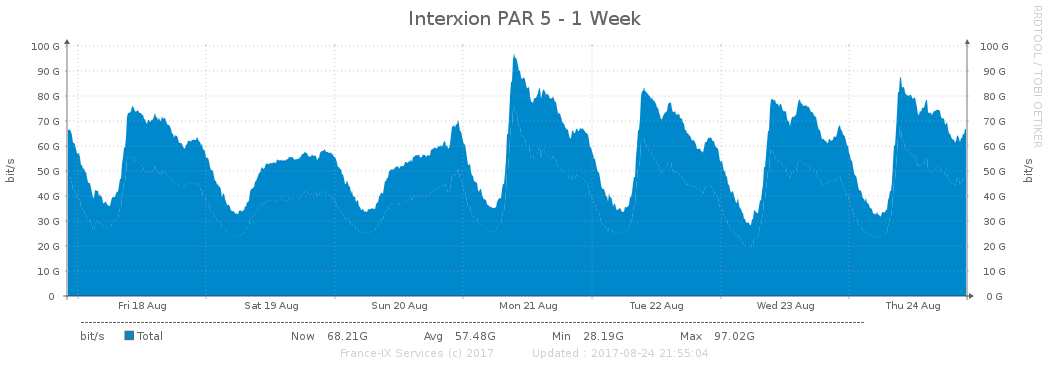 Interxion PAR 5 - 1 Week
RRDTOOL / TOBI OETIKER
bit/s
100 G 100 G
90 G 90 G
80 G 80 G
70 G 70 G
60 G 60 G
50 G 50 G
40 G 40 G
30 G 30 G
20 G 20 G
10 G 10 G
0 0 G
bit/s
Fri 18 Aug Sat 19 Aug Sun 20 Aug Mon 21 Aug Tue 22 Aug Wed 23 Aug Thu 24 Aug
bit/s Total Now 68.21G Avg 57.48G Min 28.19G Max 97.02G
France-IX Services (c) 2017 Updated : 2017-08-24 21:55:04